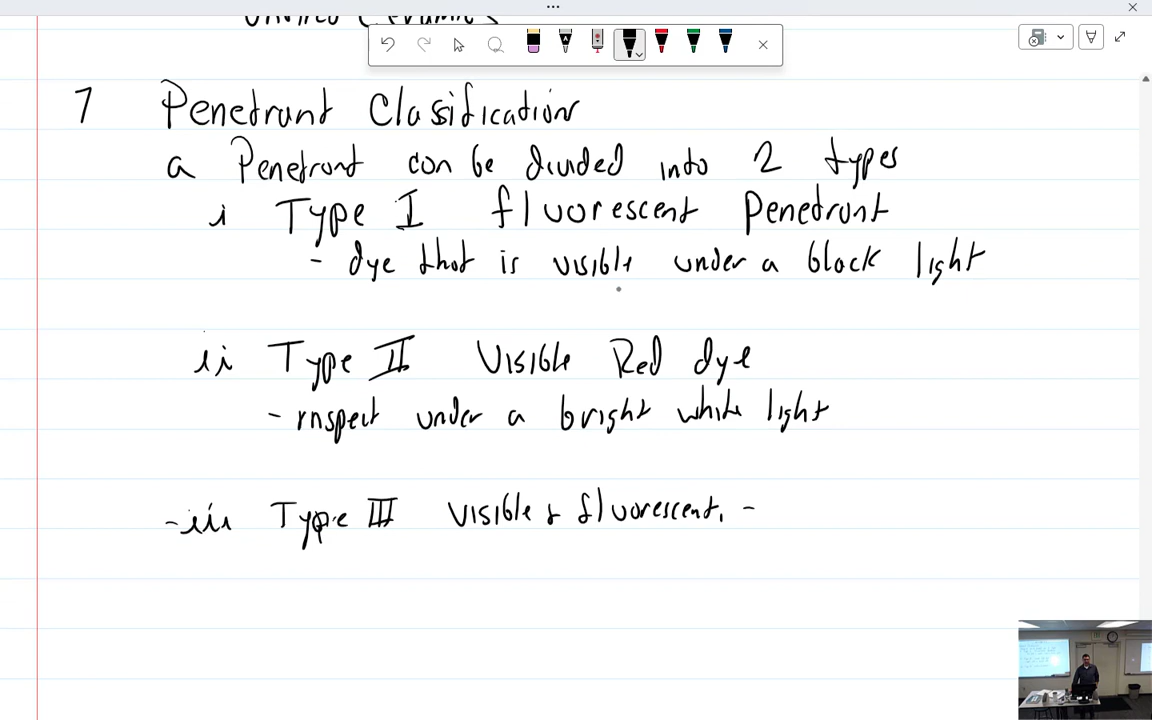 7 Penetrant Classification
a Penetrant can be divided into 2 types
i Type I fluorescent Penetrant
- dye that is visible under a black light
ii Type II Visible Red dye
- inspect under a bright white light
- iii Type III Visible & fluorescent. -